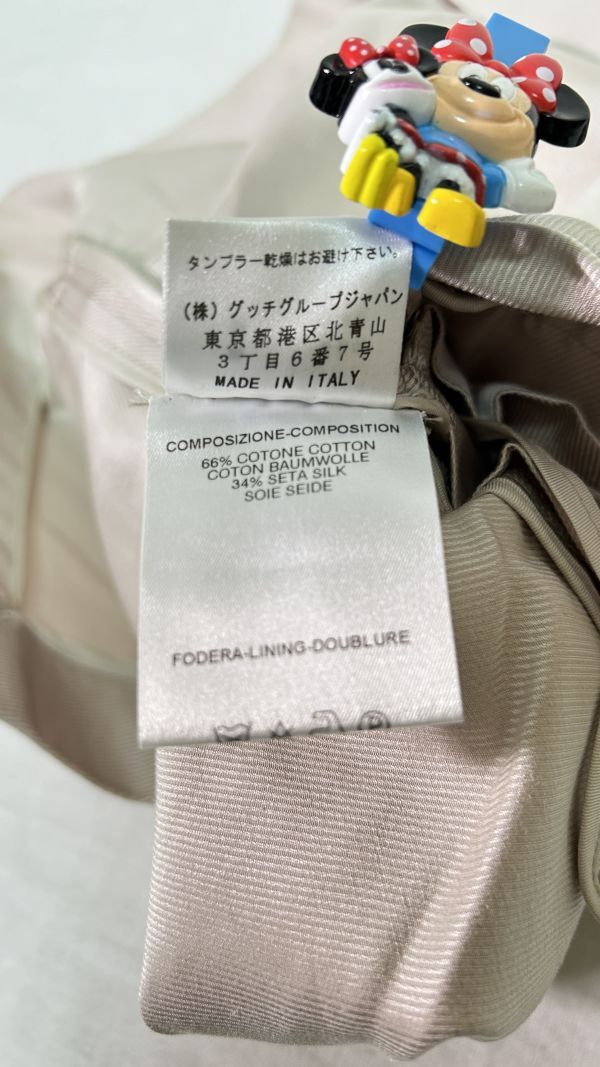 タンブラー乾燥はお避け下さい。
(株)グッチグループジャパン
東京都港区北青山
3丁目6番7号
MADE IN ITALY
COMPOSIZIONE-COMPOSITION
66% COTONE COTTON
COTON BAUMWOLLE
34% SETA SILK
SOIE SEIDE
FODERA-LINING-DOUBLURE